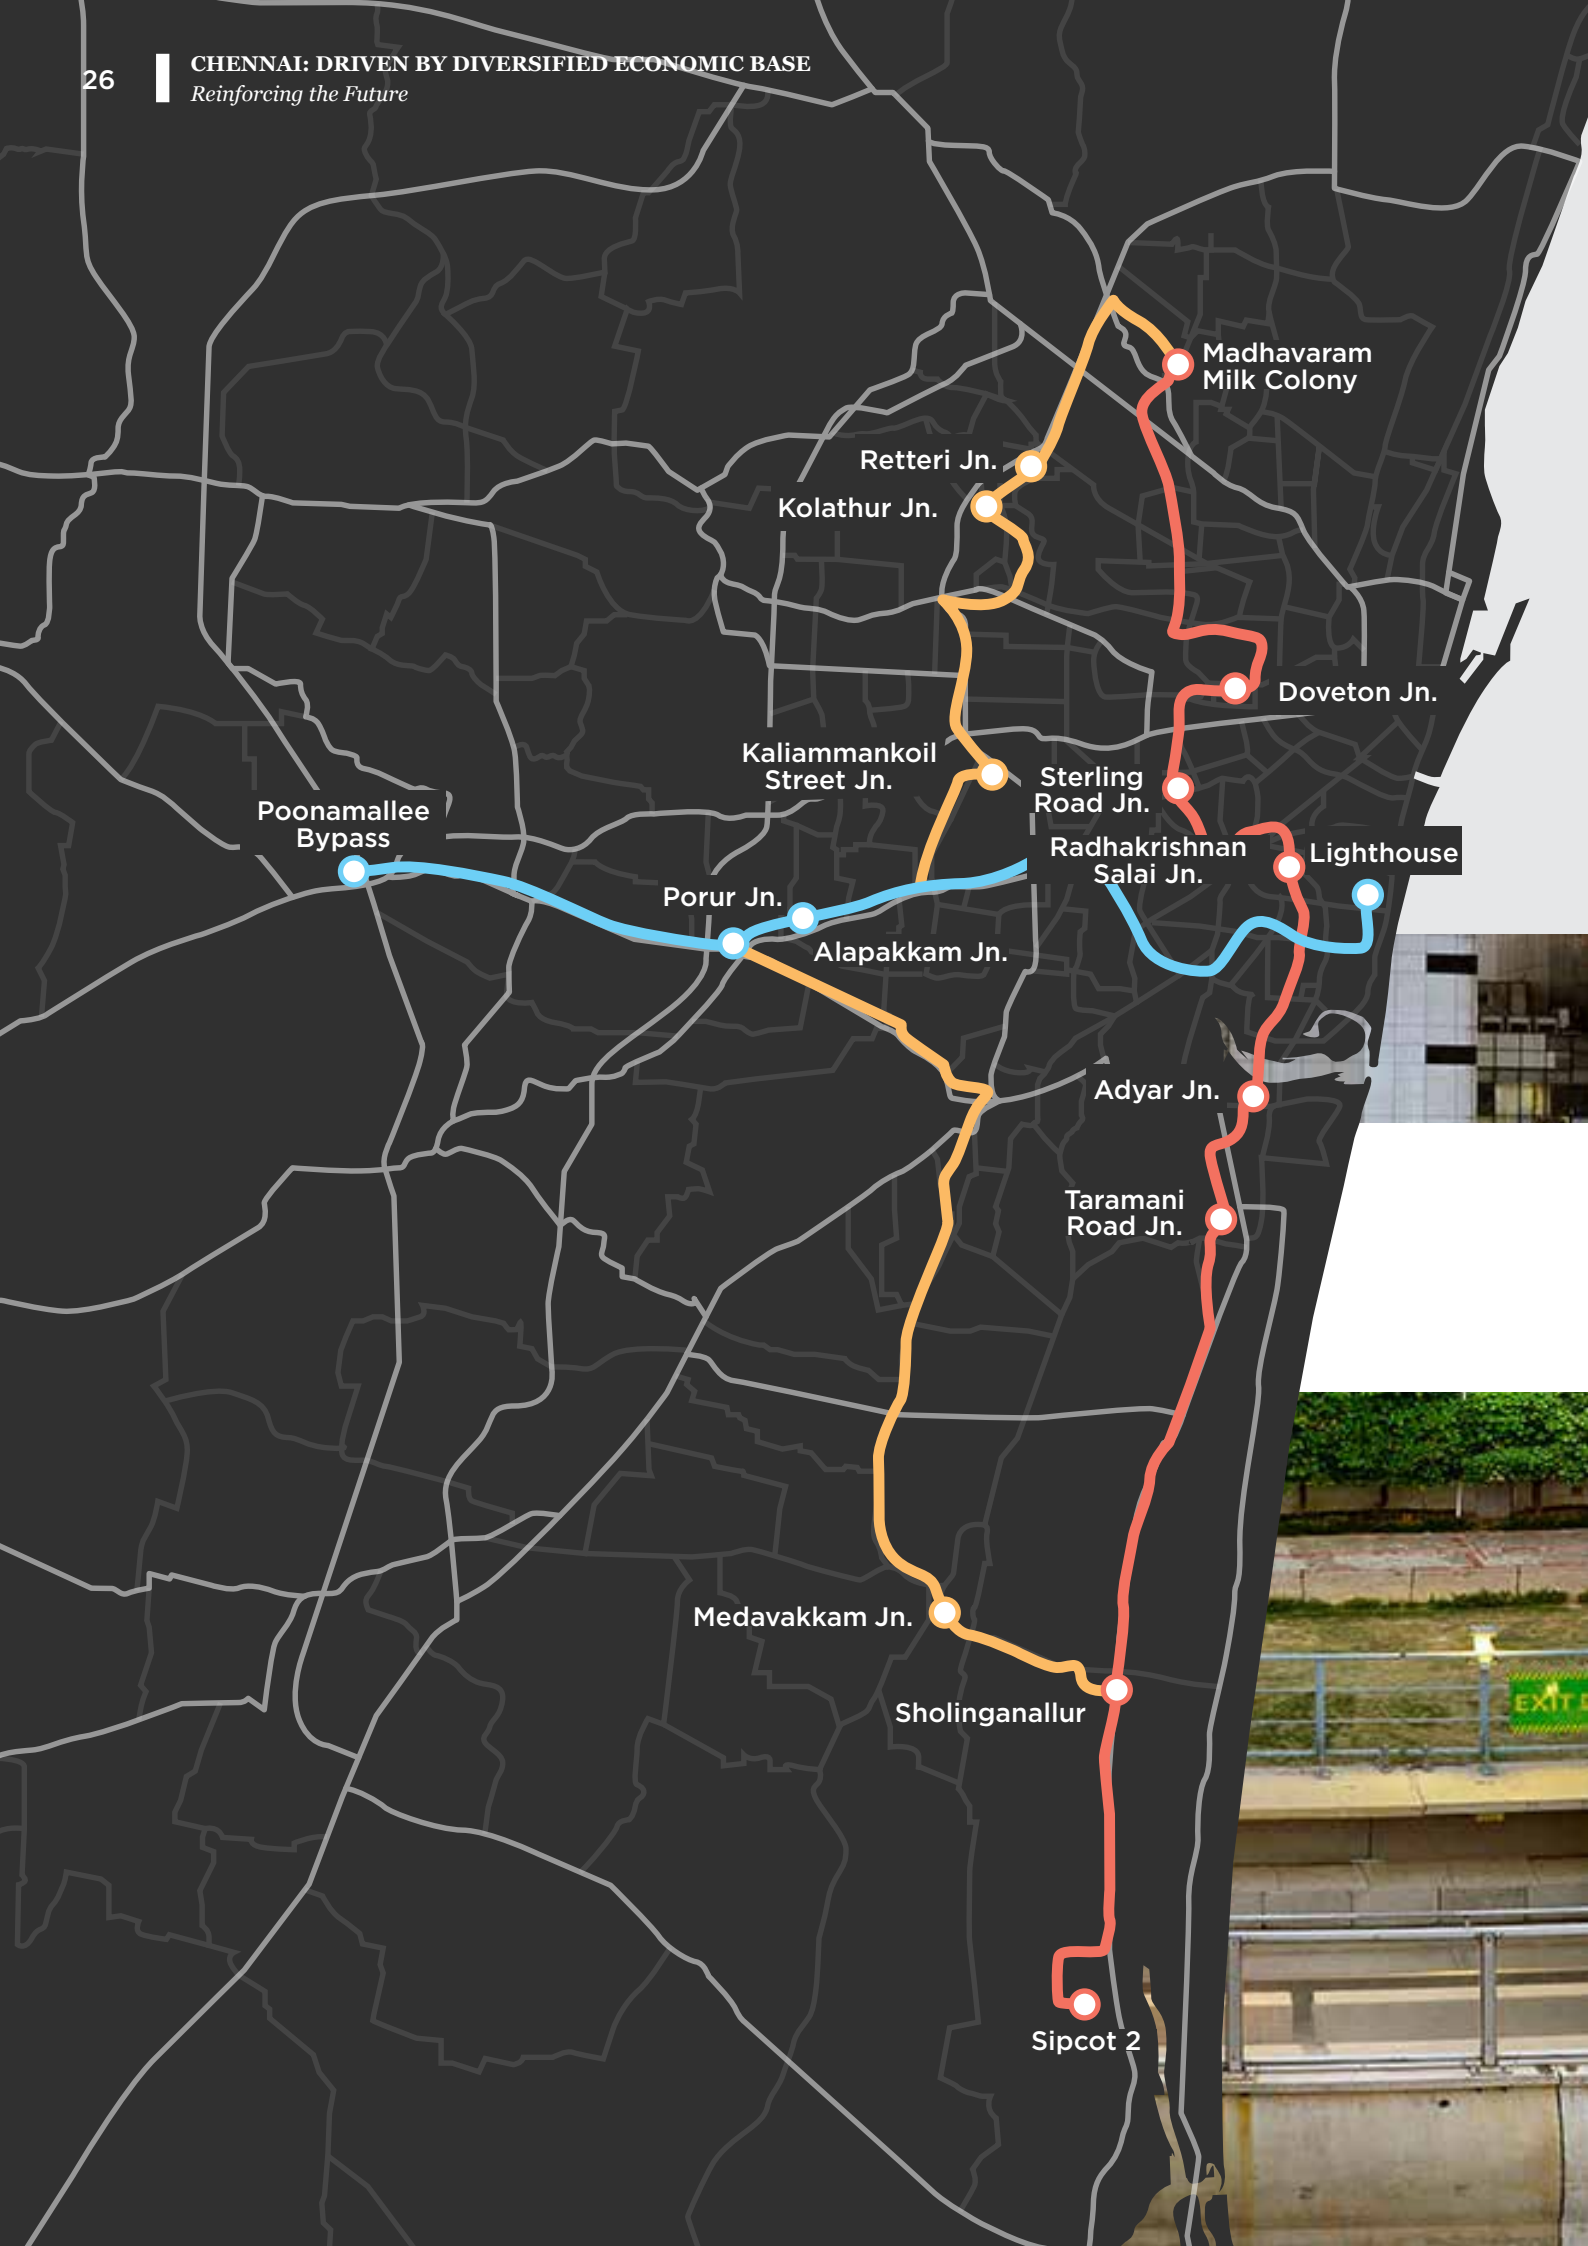 26
CHENNAI: DRIVEN BY DIVERSIFIED ECONOMIC BASE
Reinforcing the Future
Madhavaram
Milk Colony
Retteri Jn.
Kolathur Jn.
Doveton Jn.
Kaliammankoil
Street Jn.
Sterling
Road Jn.
Poonamallee
Bypass
Radhakrishnan
Salai Jn.
Lighthouse
Porur Jn.
Alapakkam Jn.
Adyar Jn.
Taramani
Road Jn.
Medavakkam Jn.
Sholinganallur
EXIT
Sipcot 2